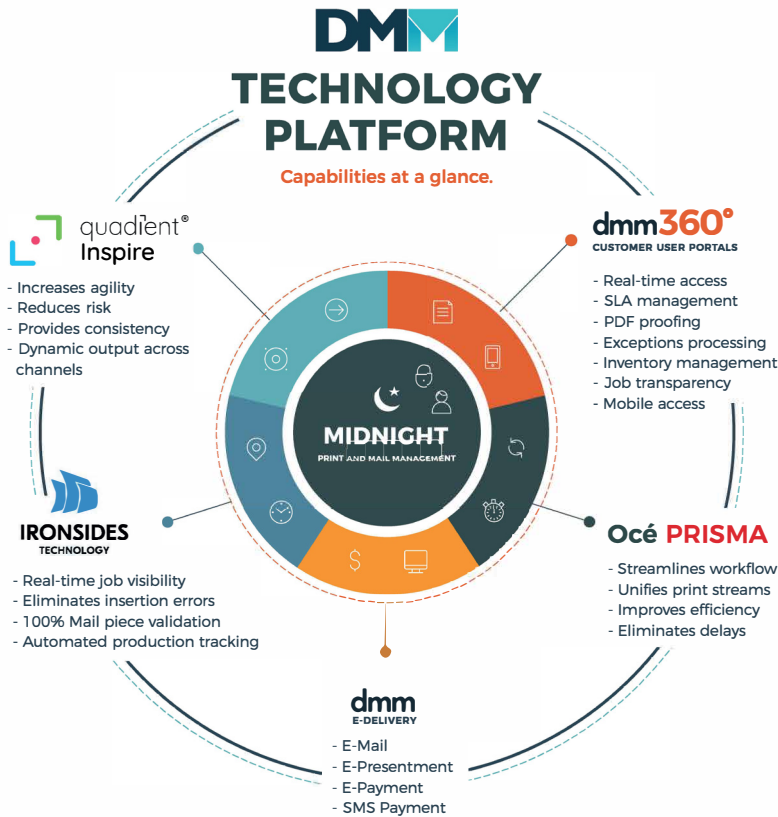 DMM
TECHNOLOGY
PLATFORM
Capabilities at a glance.
quadient®
Inspire
- Increases agility
- Reduces risk
- Provides consistency
- Dynamic output across
channels
dmm360°
CUSTOMER USER PORTALS
- Real-time access
- SLA management
- PDF proofing
- Exceptions processing
- Inventory management
- Job transparency
- Mobile access
MIDNIGHT
PRINT AND MAIL MANAGEMENT
$
IRONSIDES
TECHNOLOGY
- Real-time job visibility
- Eliminates insertion errors
- 100% Mail piece validation
- Automated production tracking
Océ PRISMA
- Streamlines workflow
- Unifies print streams
- Improves efficiency
- Eliminates delays
dmm
E-DELIVERY
- E-Mail
- E-Presentment
- E-Payment
- SMS Payment